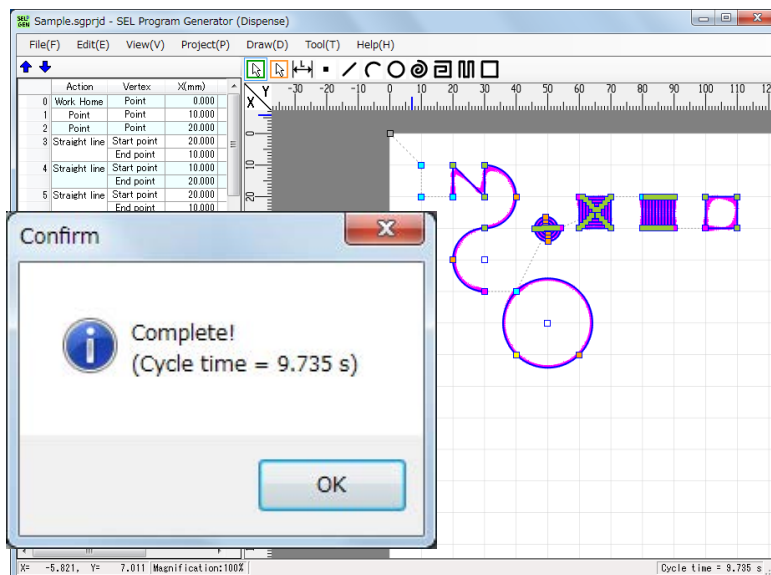 SEL GEN Sample.sgprjd - SEL Program Generator (Dispense)
File(F) Edit(E) View(V) Project(P) Draw(D) Tool(T) Help(H)
Action Vertex X(mm)
0 Work Home Point 0.000
1 Point Point 10.000
2 Point Point 20.000
3 Straight line Start point 20.000
End point 10.000
4 Straight line Start point 10.000
End point 20.000
5 Straight line Start point 20.000
End point 10.000
Y
X
-30 -20 -10 0 10 20 30 40 50 60 70 80 90 100 110
0
10
20
Confirm
Complete!
(Cycle time = 9.735 s)
OK
X= -5.821, Y= 7.011 Magnification:100% Cycle time = 9.735 s